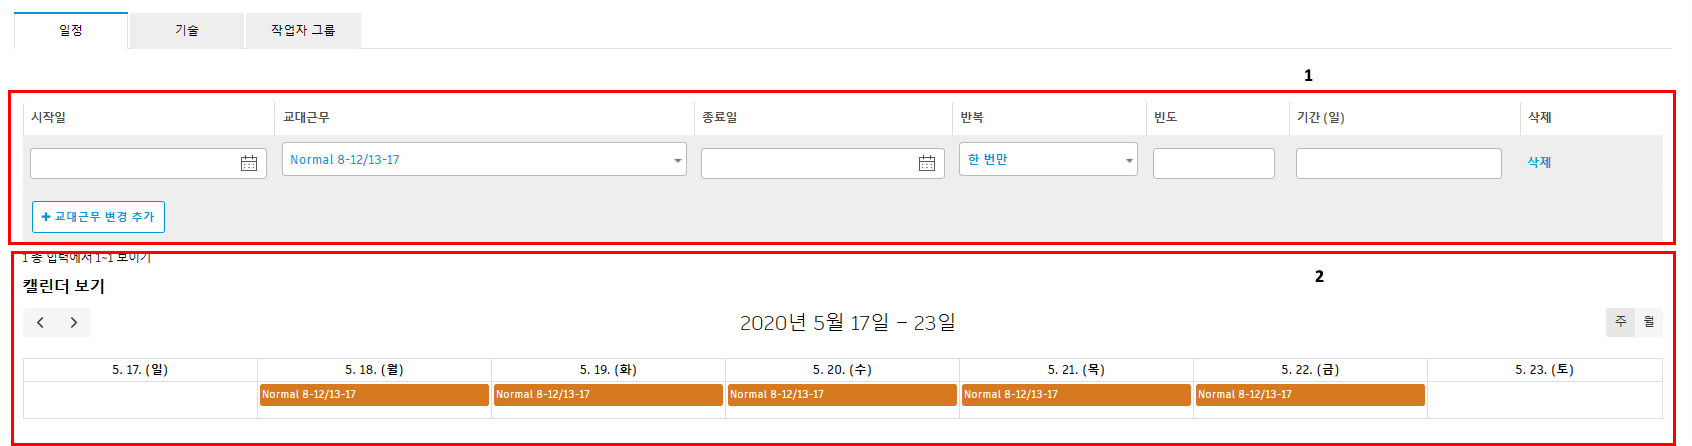 일정 기술 작업자 그룹
1
시작일 교대근무 종료일 반복 빈도 기간 (일) 삭제
Normal 8-12/13-17 한 번만 삭제
+ 교대근무 변경 추가
1 총 입력에서 1~1 보이기
2
캘린더 보기
2020년 5월 17일 – 23일 주 월
5. 17. (일) 5. 18. (월) 5. 19. (화) 5. 20. (수) 5. 21. (목) 5. 22. (금) 5. 23. (토)
Normal 8-12/13-17 Normal 8-12/13-17 Normal 8-12/13-17 Normal 8-12/13-17 Normal 8-12/13-17